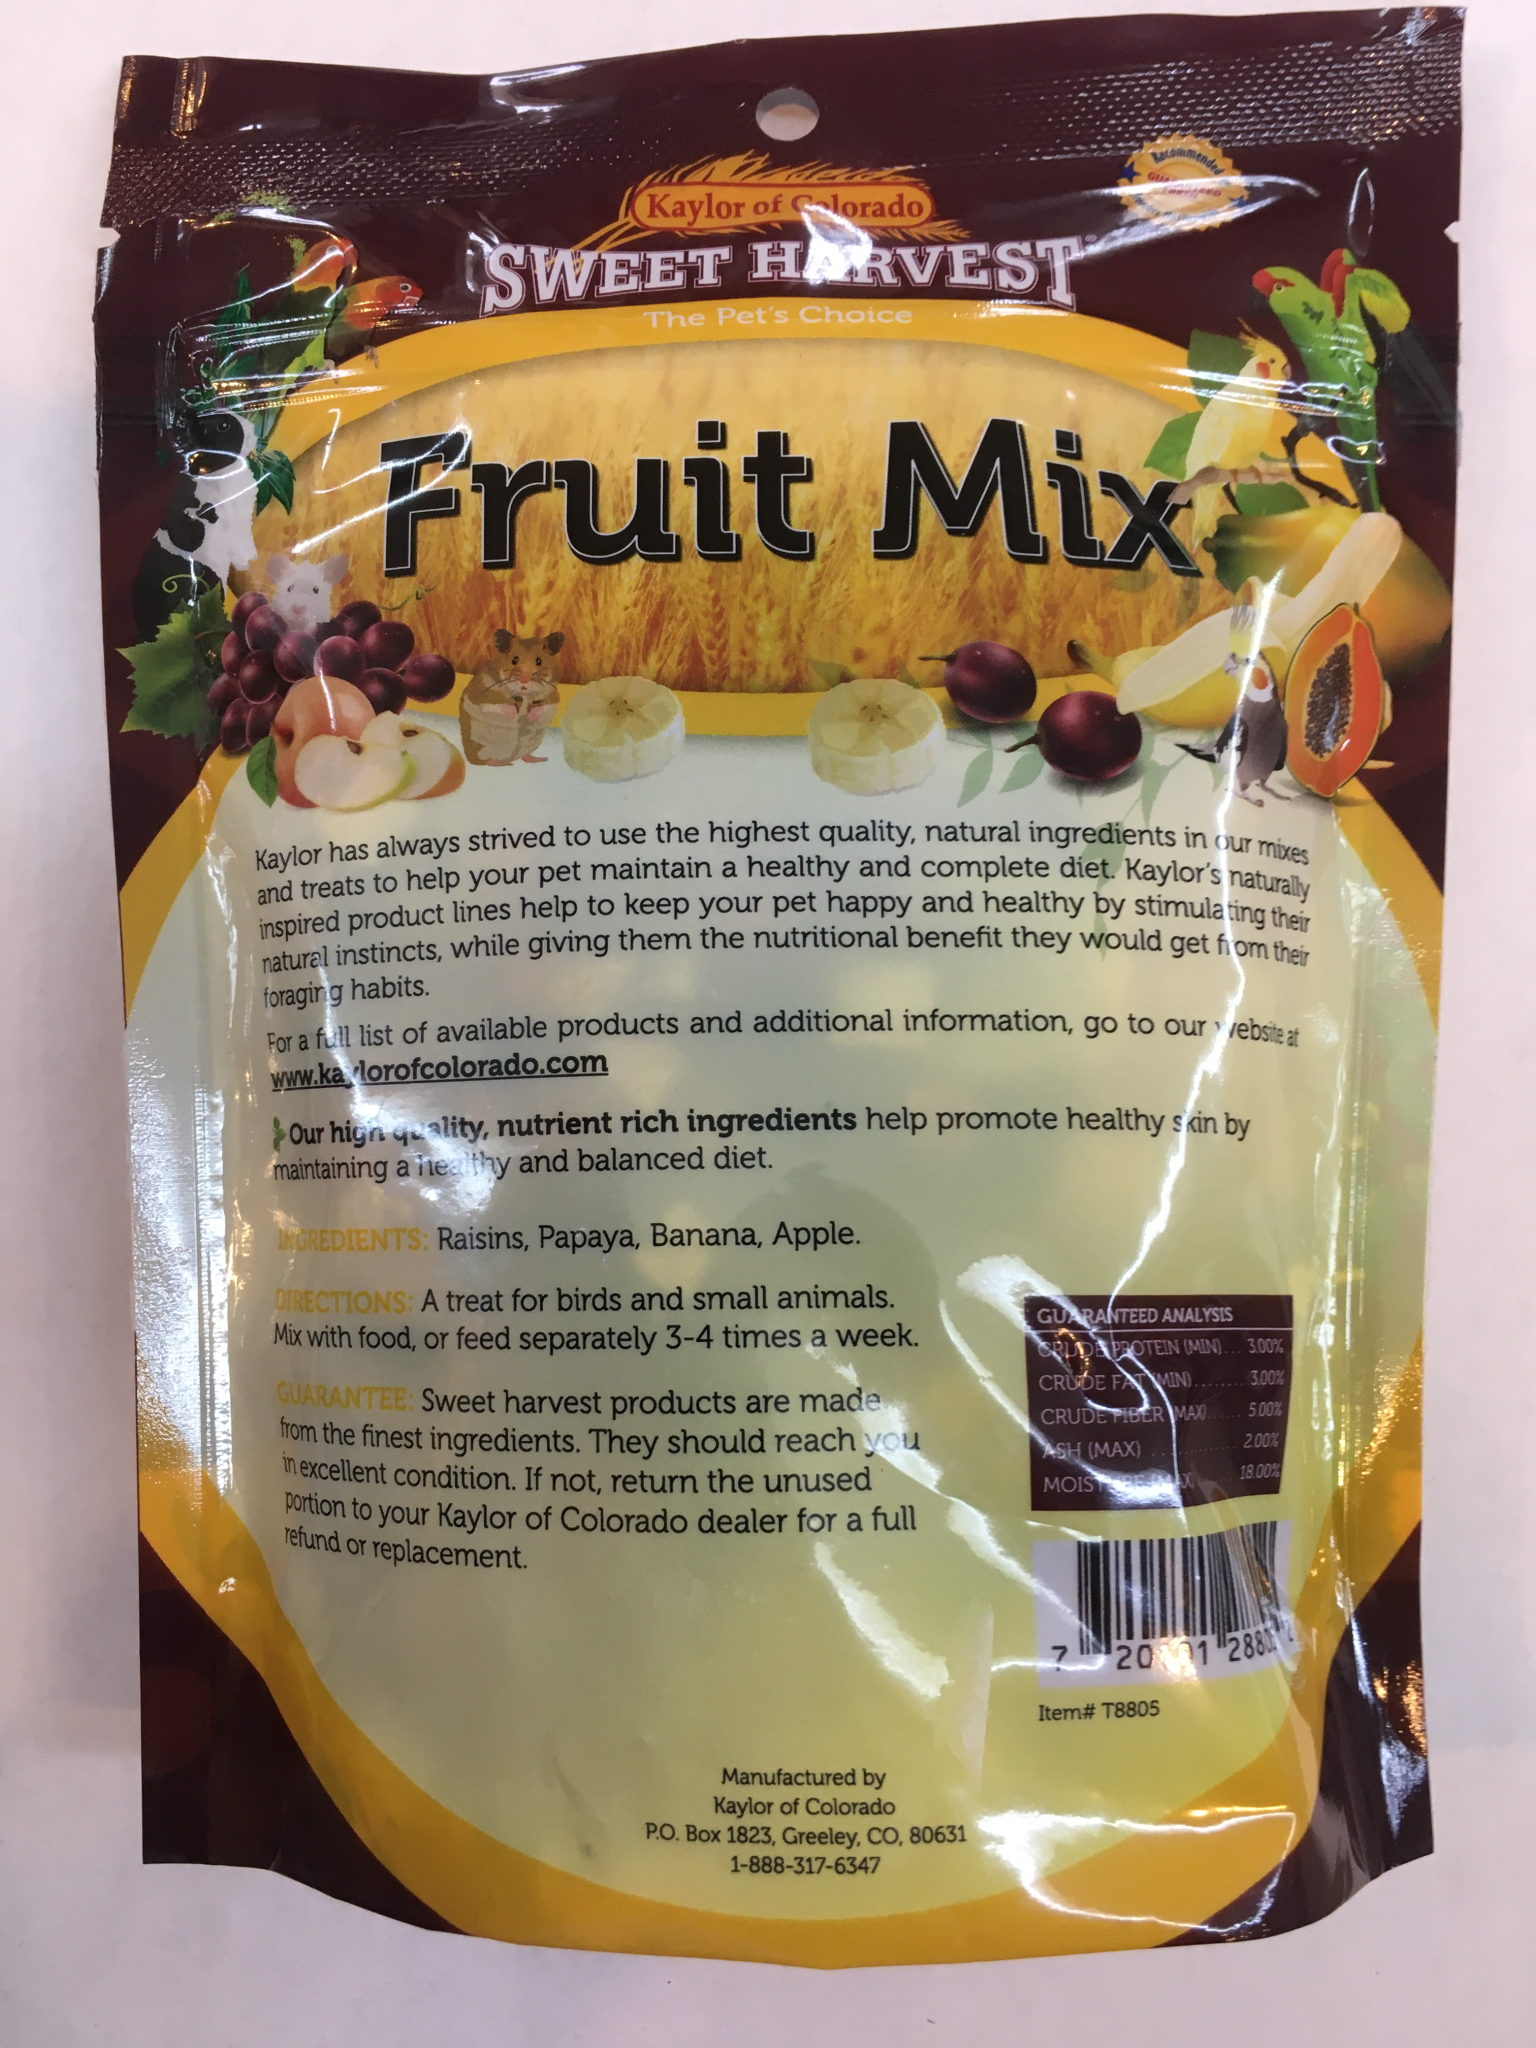 Kaylor of Colorado
Recommended
SWEET HARVEST
The Pet's Choice
Fruit Mix
Kaylor has always strived to use the highest quality, natural ingredients in our mixes
and treats to help your pet maintain a healthy and complete diet. Kaylor's naturally
inspired product lines help to keep your pet happy and healthy by stimulating their
natural instincts, while giving them the nutritional benefit they would get from their
foraging habits.
For a full list of available products and additional information, go to our website at
www.kaylorofcolorado.com
Our high quality, nutrient rich ingredients help promote healthy skin by
maintaining a healthy and balanced diet.
INGREDIENTS: Raisins, Papaya, Banana, Apple.
DIRECTIONS: A treat for birds and small animals.
Mix with food, or feed separately 3-4 times a week.
GUARANTEE: Sweet harvest products are made
from the finest ingredients. They should reach you
in excellent condition. If not, return the unused
portion to your Kaylor of Colorado dealer for a full
refund or replacement.
GUARANTEED ANALYSIS
CRUDE PROTEIN (MIN)... 3.00%
CRUDE FAT (MIN)........ 3.00%
CRUDE FIBER (MAX)...... 5.00%
ASH (MAX) .............. 2.00%
MOISTURE (MAX)...... 18.00%
7
Item# T8805
Manufactured by
Kaylor of Colorado
P.O. Box 1823, Greeley, CO, 80631
1-888-317-6347